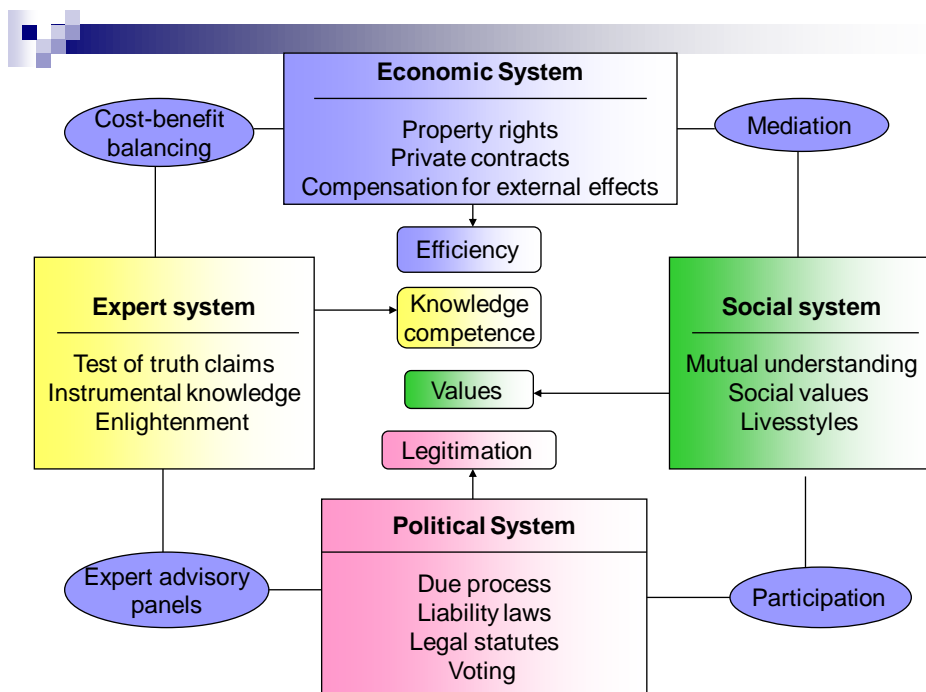 Economic System
Property rights
Private contracts
Compensation for external effects
Cost-benefit
balancing
Mediation
Efficiency
Expert system
Test of truth claims
Instrumental knowledge
Enlightenment
Knowledge
competence
Social system
Mutual understanding
Social values
Livesstyles
Values
Legitimation
Political System
Due process
Liability laws
Legal statutes
Voting
Expert advisory
panels
Participation